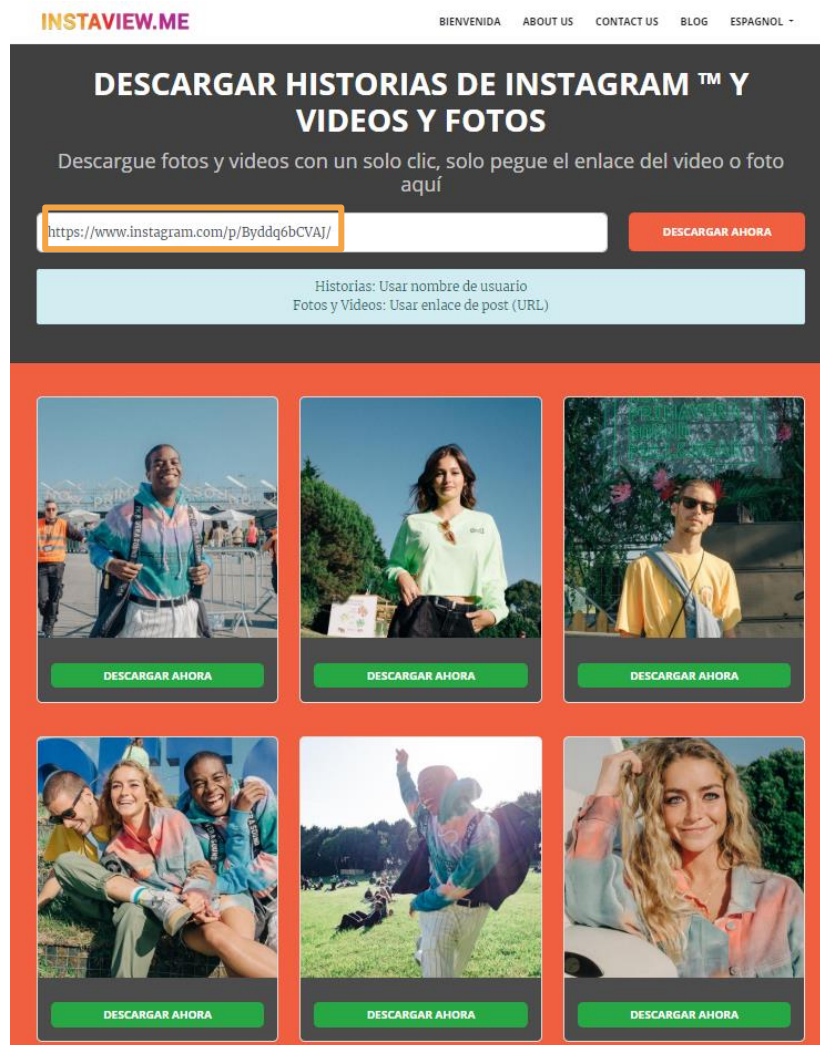 INSTAVIEW.ME
BIENVENIDA ABOUT US CONTACT US BLOG ESPAGNOL
DESCARGAR HISTORIAS DE INSTAGRAM ™ Y
VIDEOS Y FOTOS
Descargue fotos y videos con un solo clic, solo pegue el enlace del video o foto
aquí
https://www.instagram.com/p/Byddq6bCVAJ/
DESCARGAR AHORA
Historias: Usar nombre de usuario
Fotos y Videos: Usar enlace de post (URL)
DESCARGAR AHORA DESCARGAR AHORA DESCARGAR AHORA
DESCARGAR AHORA DESCARGAR AHORA DESCARGAR AHORA